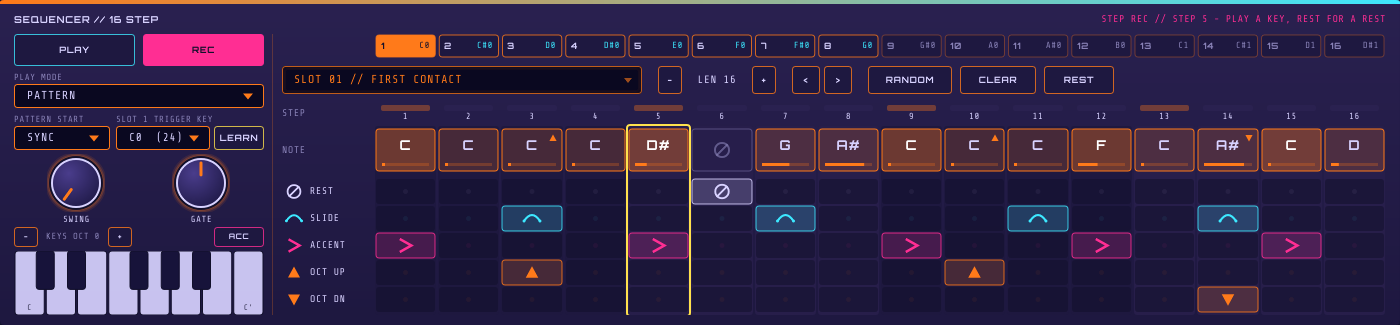 SEQUENCER // 16 STEP
STEP REC // STEP 5 - PLAY A KEY, REST FOR A REST
PLAY REC
1 C0 2 C#0 3 D0 4 D#0 5 E0 6 F0 7 F#0 8 G0 9 G#0 10 A0 11 A#0 12 B0 13 C1 14 C#1 15 D1 16 D#1
PLAY MODE
PATTERN
SLOT 01 // FIRST CONTACT - LEN 16 + < > RANDOM CLEAR REST
PATTERN START SLOT 1 TRIGGER KEY
SYNC C0 (24) LEARN
STEP 1 2 3 4 5 6 7 8 9 10 11 12 13 14 15 16
NOTE C C C C D# G A# C C C F C A# C D
SWING GATE
- KEYS OCT 0 + ACC
C C'
REST
SLIDE
ACCENT
OCT UP
OCT DN